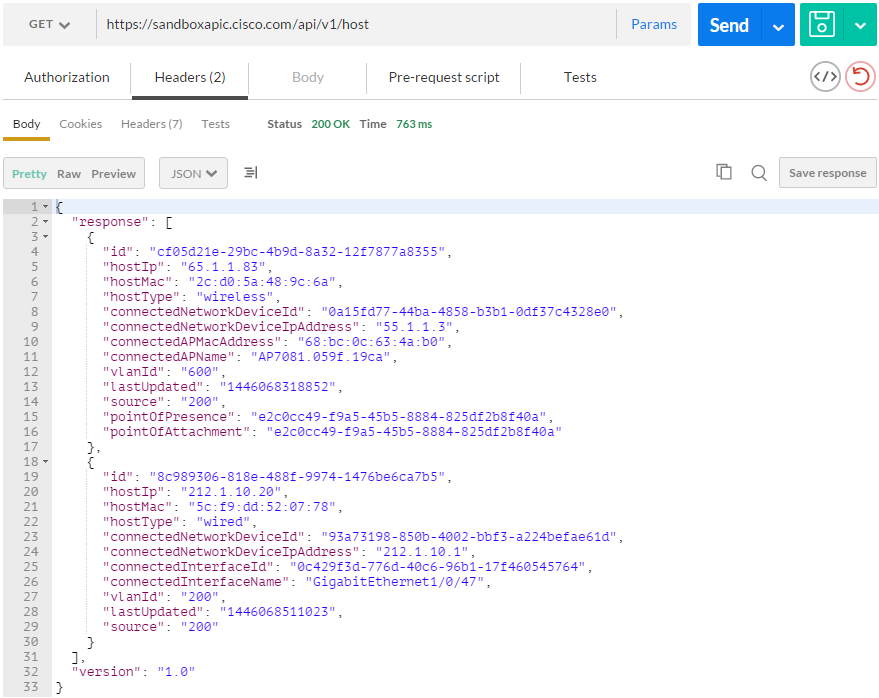 GET https://sandboxapic.cisco.com/api/v1/host Params Send
Authorization Headers (2) Body Pre-request script Tests
Body Cookies Headers (7) Tests Status 200 OK Time 763 ms
Pretty Raw Preview JSON Save response
1 {
2 "response": [
3 {
4 "id": "cf05d21e-29bc-4b9d-8a32-12f7877a8355",
5 "hostIp": "65.1.1.83",
6 "hostMac": "2c:d0:5a:48:9c:6a",
7 "hostType": "wireless",
8 "connectedNetworkDeviceId": "0a15fd77-44ba-4858-b3b1-0df37c4328e0",
9 "connectedNetworkDeviceIpAddress": "55.1.1.3",
10 "connectedAPMacAddress": "68:bc:0c:63:4a:b0",
11 "connectedAPName": "AP7081.059f.19ca",
12 "vlanId": "600",
13 "lastUpdated": "1446068318852",
14 "source": "200",
15 "pointOfPresence": "e2c0cc49-f9a5-45b5-8884-825df2b8f40a",
16 "pointOfAttachment": "e2c0cc49-f9a5-45b5-8884-825df2b8f40a"
17 },
18 {
19 "id": "8c989306-818e-488f-9974-1476be6ca7b5",
20 "hostIp": "212.1.10.20",
21 "hostMac": "5c:f9:dd:52:07:78",
22 "hostType": "wired",
23 "connectedNetworkDeviceId": "93a73198-850b-4002-bbf3-a224befae61d",
24 "connectedNetworkDeviceIpAddress": "212.1.10.1",
25 "connectedInterfaceId": "0c429f3d-776d-40c6-96b1-17f460545764",
26 "connectedInterfaceName": "GigabitEthernet1/0/47",
27 "vlanId": "200",
28 "lastUpdated": "1446068511023",
29 "source": "200"
30 }
31 ],
32 "version": "1.0"
33 }